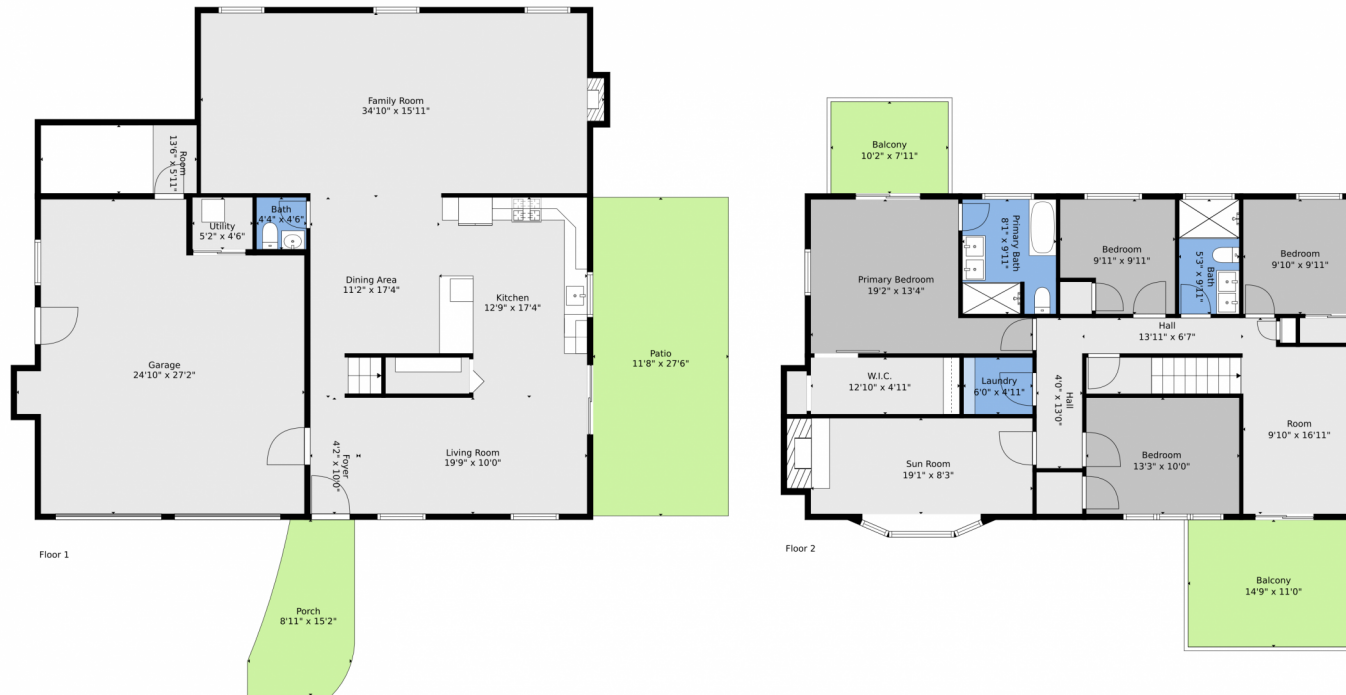 Family Room
34'10" x 15'11"
Room
13'6" x 5'11"
Bath
4'4" x 4'6"
Utility
5'2" x 4'6"
Dining Area
11'2" x 17'4"
Kitchen
12'9" x 17'4"
Garage
24'10" x 27'2"
Patio
11'8" x 27'6"
Foyer
4'2" x 10'0"
Living Room
19'9" x 10'0"
Floor 1
Porch
8'11" x 15'2"
Balcony
10'2" x 7'11"
Primary Bath
8'1" x 9'11"
Bedroom
9'11" x 9'11"
Bath
5'3" x 9'11"
Bedroom
9'10" x 9'11"
Primary Bedroom
19'2" x 13'4"
Hall
13'11" x 6'7"
W.I.C.
12'10" x 4'11"
Laundry
6'0" x 4'11"
Hall
4'0" x 13'0"
Room
9'10" x 16'11"
Sun Room
19'1" x 8'3"
Bedroom
13'3" x 10'0"
Floor 2
Balcony
14'9" x 11'0"